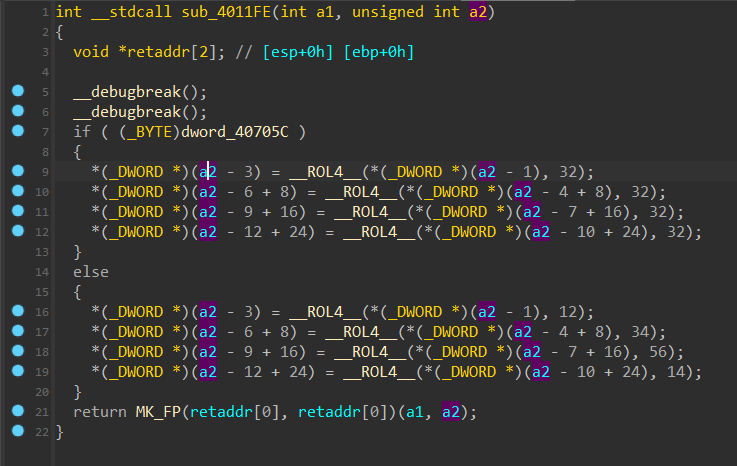 1 int __stdcall sub_4011FE(int a1, unsigned int a2)
2 {
3 void *retaddr[2]; // [esp+0h] [ebp+0h]
4
5 __debugbreak();
6 __debugbreak();
7 if ( (_BYTE)dword_40705C )
8 {
9 *(_DWORD *)(a2 - 3) = __ROL4__(*(_DWORD *)(a2 - 1), 32);
10 *(_DWORD *)(a2 - 6 + 8) = __ROL4__(*(_DWORD *)(a2 - 4 + 8), 32);
11 *(_DWORD *)(a2 - 9 + 16) = __ROL4__(*(_DWORD *)(a2 - 7 + 16), 32);
12 *(_DWORD *)(a2 - 12 + 24) = __ROL4__(*(_DWORD *)(a2 - 10 + 24), 32);
13 }
14 else
15 {
16 *(_DWORD *)(a2 - 3) = __ROL4__(*(_DWORD *)(a2 - 1), 12);
17 *(_DWORD *)(a2 - 6 + 8) = __ROL4__(*(_DWORD *)(a2 - 4 + 8), 34);
18 *(_DWORD *)(a2 - 9 + 16) = __ROL4__(*(_DWORD *)(a2 - 7 + 16), 56);
19 *(_DWORD *)(a2 - 12 + 24) = __ROL4__(*(_DWORD *)(a2 - 10 + 24), 14);
20 }
21 return MK_FP(retaddr[0], retaddr[0])(a1, a2);
22 }